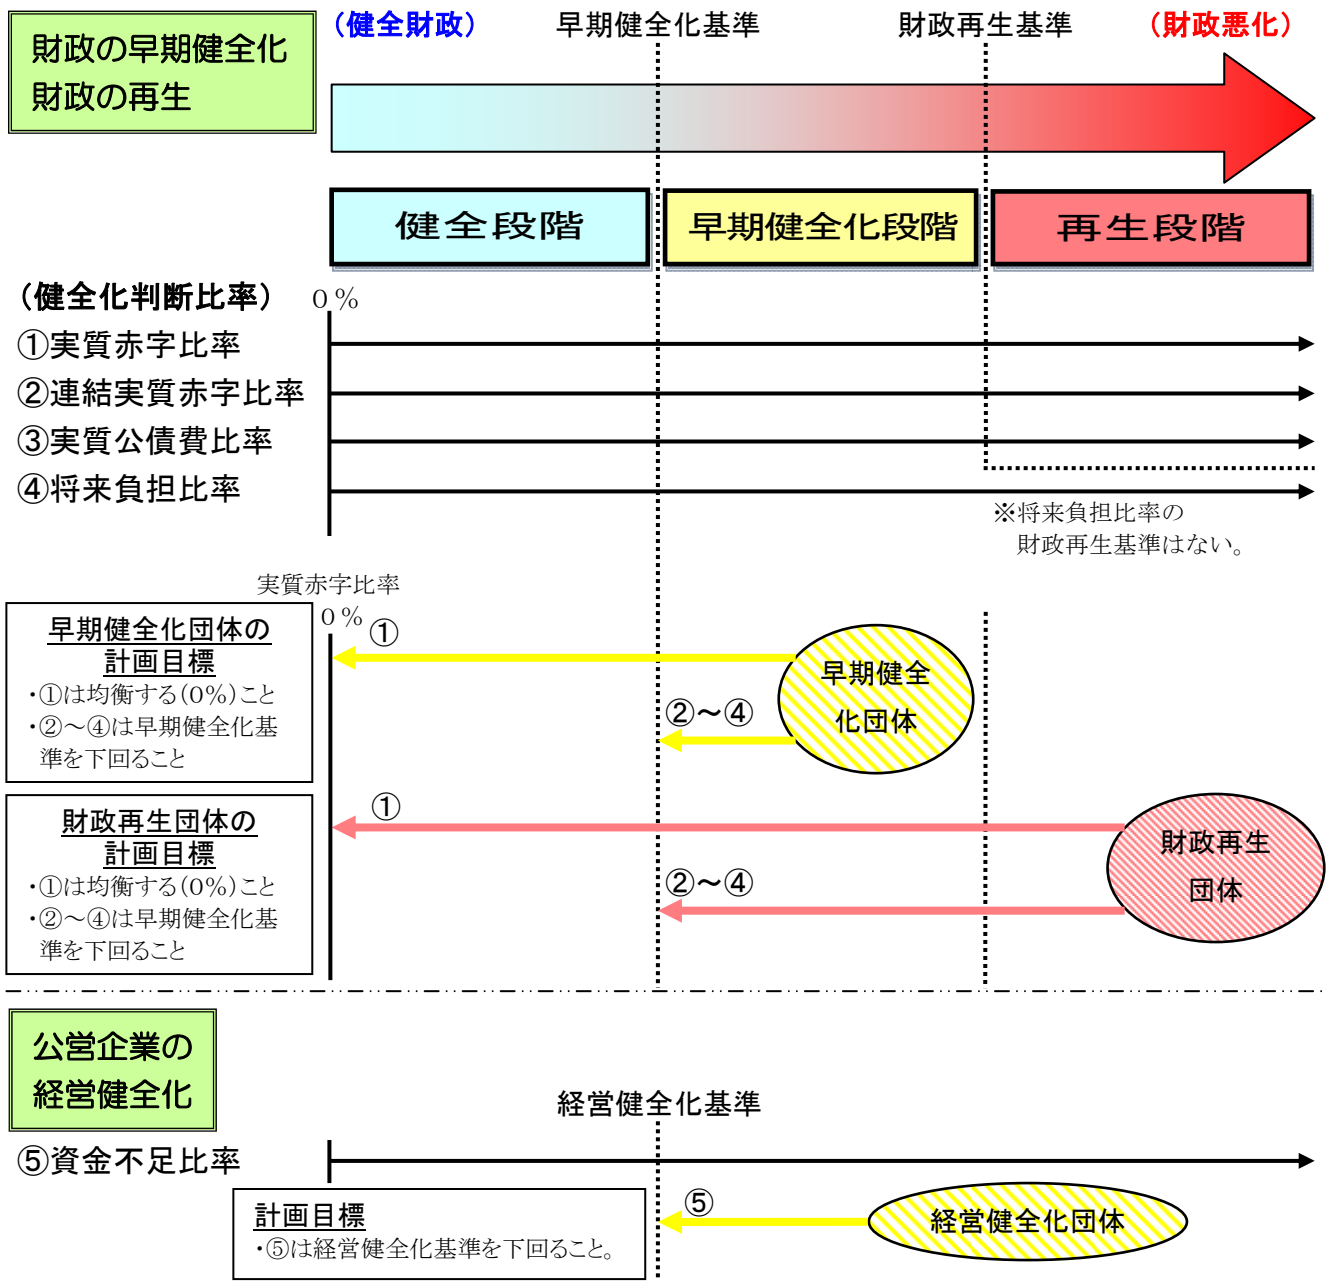 財政の早期健全化
財政の再生
（健全財政）
早期健全化基準
財政再生基準
（財政悪化）
健全段階
早期健全化段階
再生段階
（健全化判断比率）
０％
①実質赤字比率
②連結実質赤字比率
③実質公債費比率
④将来負担比率
※将来負担比率の
財政再生基準はない。
実質赤字比率
０％
早期健全化団体の
計画目標
・①は均衡する（０％）こと
・②～④は早期健全化基
準を下回ること
①
②～④
早期健全
化団体
財政再生団体の
計画目標
・①は均衡する（０％）こと
・②～④は早期健全化基
準を下回ること
①
②～④
財政再生
団体
公営企業の
経営健全化
経営健全化基準
⑤資金不足比率
計画目標
・⑤は経営健全化基準を下回ること。
⑤
経営健全化団体